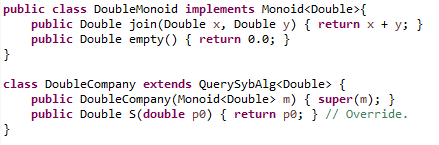 public class DoubleMonoid implements Monoid<Double>{
    public Double join(Double x, Double y) { return x + y; }
    public Double empty() { return 0.0; }
}
class DoubleCompany extends QuerySybAlg<Double> {
    public DoubleCompany(Monoid<Double> m) { super(m); }
    public Double S(double p0) { return p0; } // Override.
}